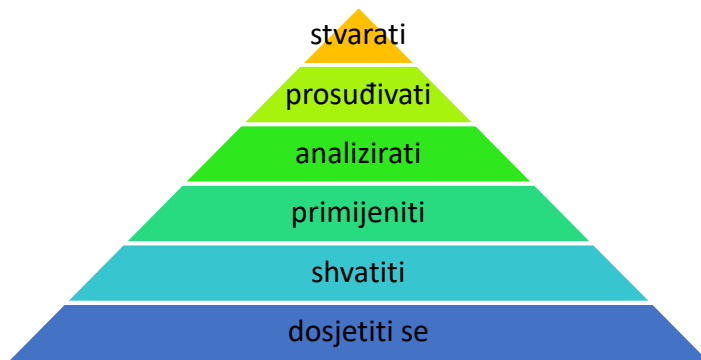 stvarati
prosuđivati
analizirati
primijeniti
shvatiti
dosjetiti se